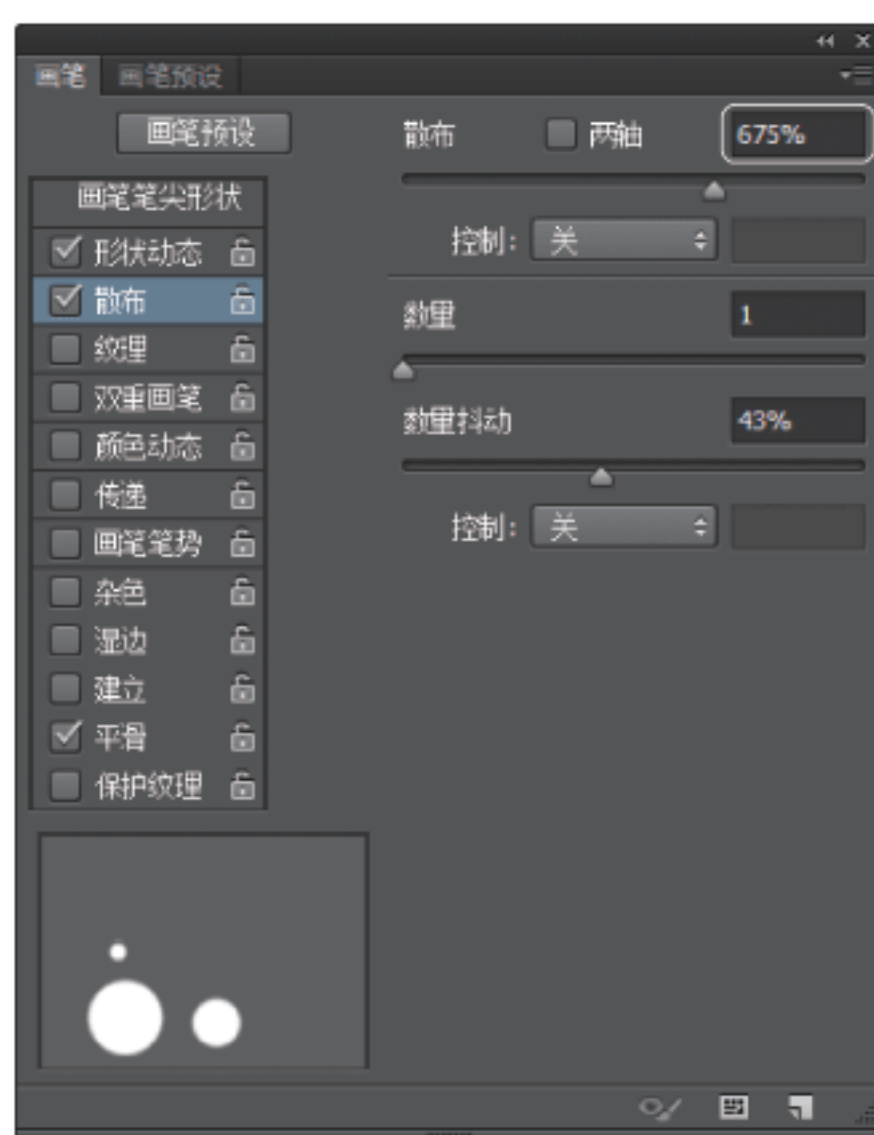 画笔 画笔预设
画笔预设
散布 两轴 675%
画笔笔尖形状
控制: 关
形状动态
散布
数量 1
纹理
双重画笔
数量抖动 43%
颜色动态
传递
控制: 关
画笔笔势
杂色
湿边
建立
平滑
保护纹理